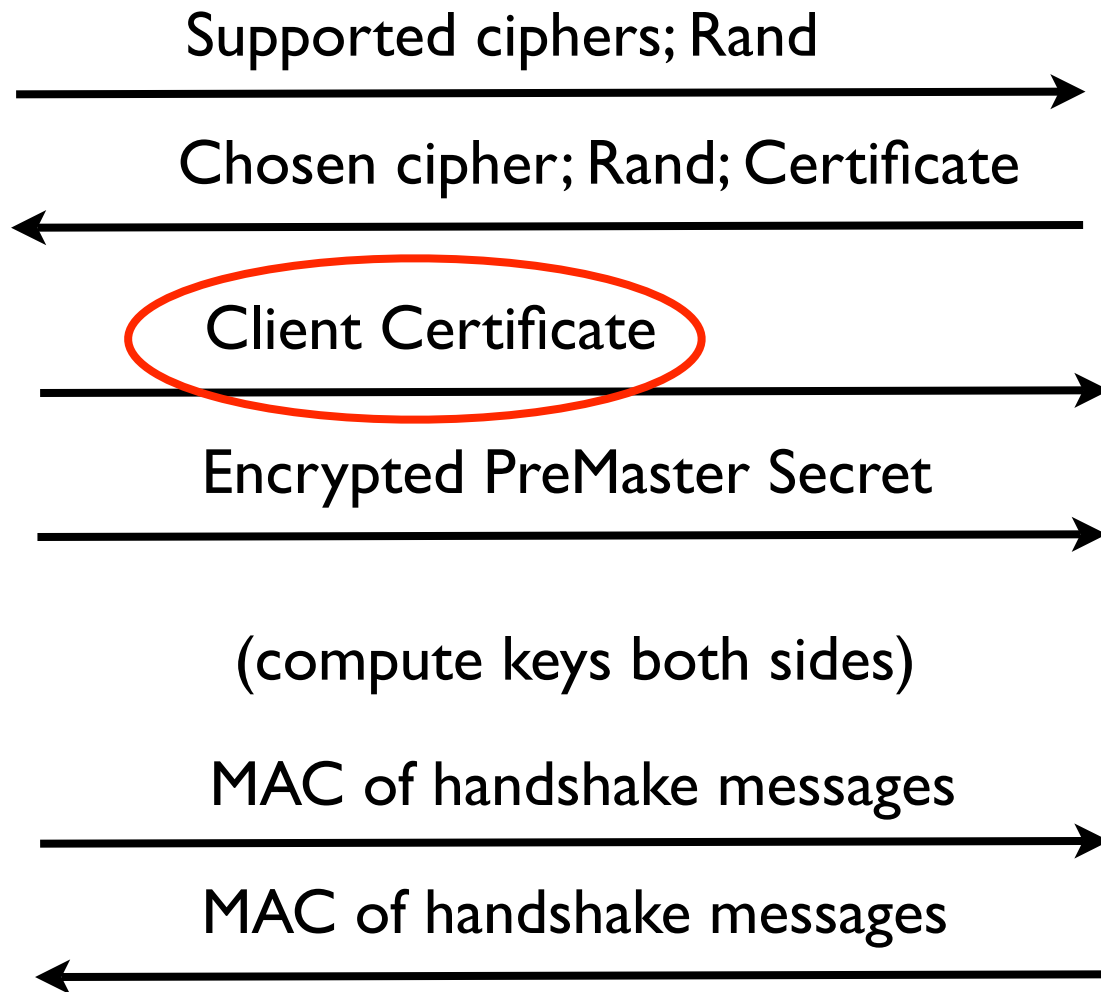 Supported ciphers; Rand
Chosen cipher; Rand; Certificate
Client Certificate
Encrypted PreMaster Secret
(compute keys both sides)
MAC of handshake messages
MAC of handshake messages